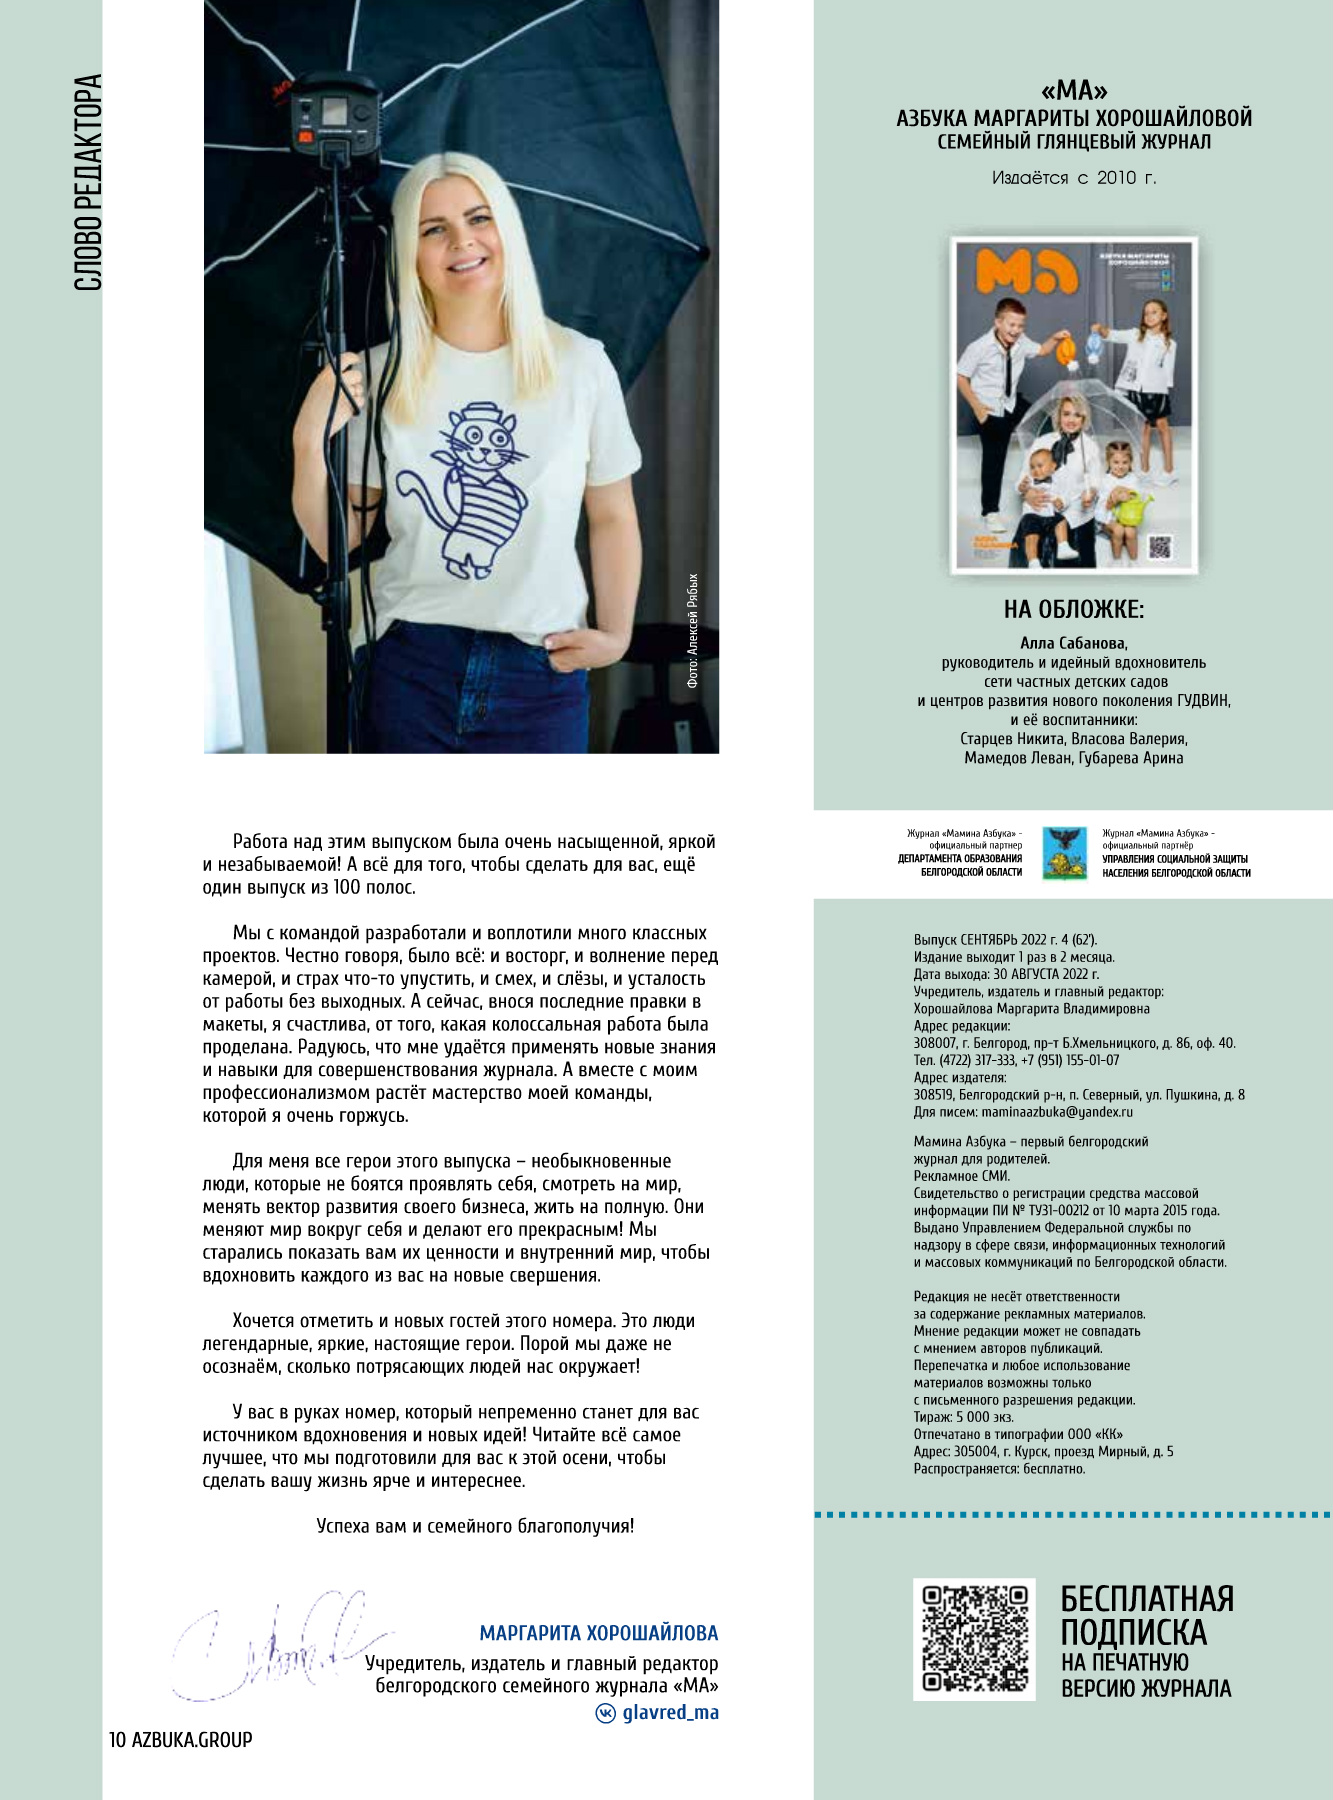 СЛОВО РЕДАКТОРА
Фото: Алексей Рябых
Работа над этим выпуском была очень насыщенной, яркой
и незабываемой! А всё для того, чтобы сделать для вас, ещё
один выпуск из 100 полос.
Мы с командой разработали и воплотили много классных
проектов. Честно говоря, было всё: и восторг, и волнение перед
камерой, и страх что-то упустить, и смех, и слёзы, и усталость
от работы без выходных. А сейчас, внося последние правки в
макеты, я счастлива, от того, какая колоссальная работа была
проделана. Радуюсь, что мне удаётся применять новые знания
и навыки для совершенствования журнала. А вместе с моим
профессионализмом растёт мастерство моей команды,
которой я очень горжусь.
Для меня все герои этого выпуска – необыкновенные
люди, которые не боятся проявлять себя, смотреть на мир,
менять вектор развития своего бизнеса, жить на полную. Они
меняют мир вокруг себя и делают его прекрасным! Мы
старались показать вам их ценности и внутренний мир, чтобы
вдохновить каждого из вас на новые свершения.
Хочется отметить и новых гостей этого номера. Это люди
легендарные, яркие, настоящие герои. Порой мы даже не
осознаём, сколько потрясающих людей нас окружает!
У вас в руках номер, который непременно станет для вас
источником вдохновения и новых идей! Читайте всё самое
лучшее, что мы подготовили для вас к этой осени, чтобы
сделать вашу жизнь ярче и интереснее.
Успеха вам и семейного благополучия!
МАРГАРИТА ХОРОШАЙЛОВА
Учредитель, издатель и главный редактор
белгородского семейного журнала «МА»
glavred_ma
10 AZBUKA.GROUP
«МА»
АЗБУКА МАРГАРИТЫ ХОРОШАЙЛОВОЙ
СЕМЕЙНЫЙ ГЛЯНЦЕВЫЙ ЖУРНАЛ
Издаётся с 2010 г.
Ма
АЗБУКА МАРГАРИТЫ
ХОРОШАЙЛОВОЙ
АЛЛА
САБАНОВА
НА ОБЛОЖКЕ:
Алла Сабанова,
руководитель и идейный вдохновитель
сети частных детских садов
и центров развития нового поколения ГУДВИН,
и её воспитанники:
Старцев Никита, Власова Валерия,
Мамедов Леван, Губарева Арина
Журнал «Мамина Азбука» -
официальный партнер
ДЕПАРТАМЕНТА ОБРАЗОВАНИЯ
БЕЛГОРОДСКОЙ ОБЛАСТИ
Журнал «Мамина Азбука» -
официальный партнёр
УПРАВЛЕНИЯ СОЦИАЛЬНОЙ ЗАЩИТЫ
НАСЕЛЕНИЯ БЕЛГОРОДСКОЙ ОБЛАСТИ
Выпуск СЕНТЯБРЬ 2022 г. 4 (62').
Издание выходит 1 раз в 2 месяца.
Дата выхода: 30 АВГУСТА 2022 г.
Учредитель, издатель и главный редактор:
Хорошайлова Маргарита Владимировна
Адрес редакции:
308007, г. Белгород, пр-т Б.Хмельницкого, д. 86, оф. 40.
Тел. (4722) 317-333, +7 (951) 155-01-07
Адрес издателя:
308519, Белгородский р-н, п. Северный, ул. Пушкина, д. 8
Для писем: maminaazbuka@yandex.ru
Мамина Азбука – первый белгородский
журнал для родителей.
Рекламное СМИ.
Свидетельство о регистрации средства массовой
информации ПИ № ТУ31-00212 от 10 марта 2015 года.
Выдано Управлением Федеральной службы по
надзору в сфере связи, информационных технологий
и массовых коммуникаций по Белгородской области.
Редакция не несёт ответственности
за содержание рекламных материалов.
Мнение редакции может не совпадать
с мнением авторов публикаций.
Перепечатка и любое использование
материалов возможны только
с письменного разрешения редакции.
Тираж: 5 000 экз.
Отпечатано в типографии ООО «КК»
Адрес: 305004, г. Курск, проезд Мирный, д. 5
Распространяется: бесплатно.
БЕСПЛАТНАЯ
ПОДПИСКА
НА ПЕЧАТНУЮ
ВЕРСИЮ ЖУРНАЛА